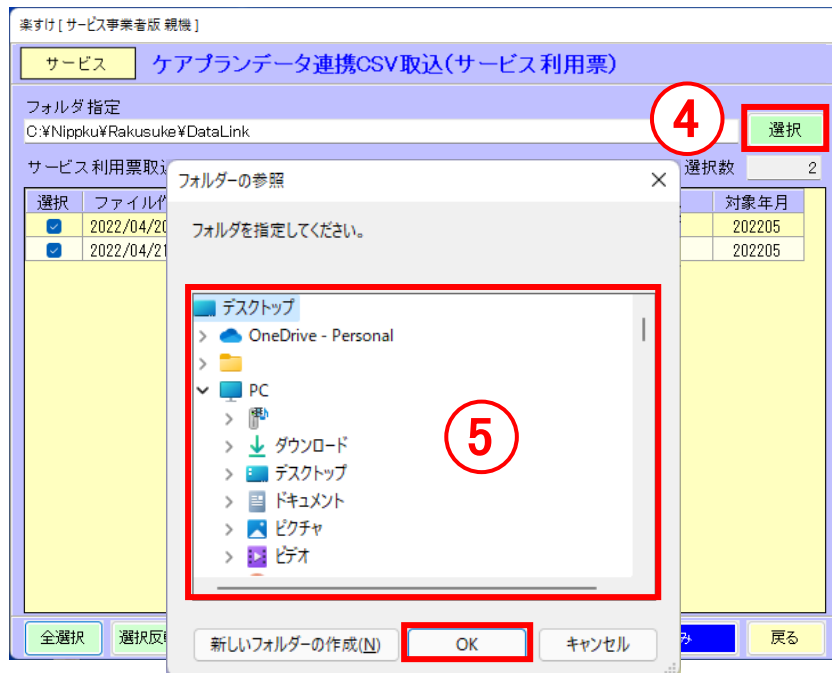 楽すけ [ サービス事業者版 親機 ]
サービス
ケアプランデータ連携CSV取込(サービス利用票)
フォルダ指定
④
C:¥Nippku¥Rakusuke¥DataLink
選択
サービス利用票取込
選択数
2
フォルダーの参照
選択
対象年月
2022/04/20
202205
2022/04/21
202205
フォルダを指定してください。
デスクトップ
OneDrive - Personal
PC
ダウンロード
デスクトップ
ドキュメント
ピクチャ
ビデオ
⑤
全選択
選択反
新しいフォルダーの作成(N)
OK
キャンセル
み
戻る